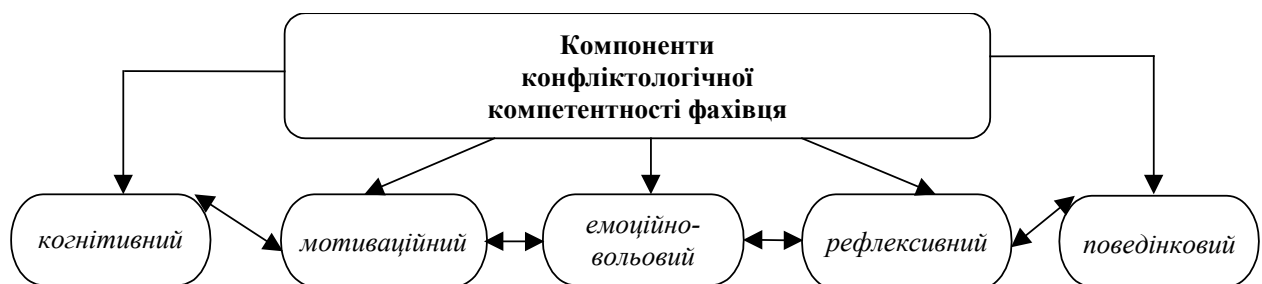 Компоненти
конфліктологічної
компетентності фахівця
когнітивний
мотиваційний
емоційно-
вольовий
рефлексивний
поведінковий